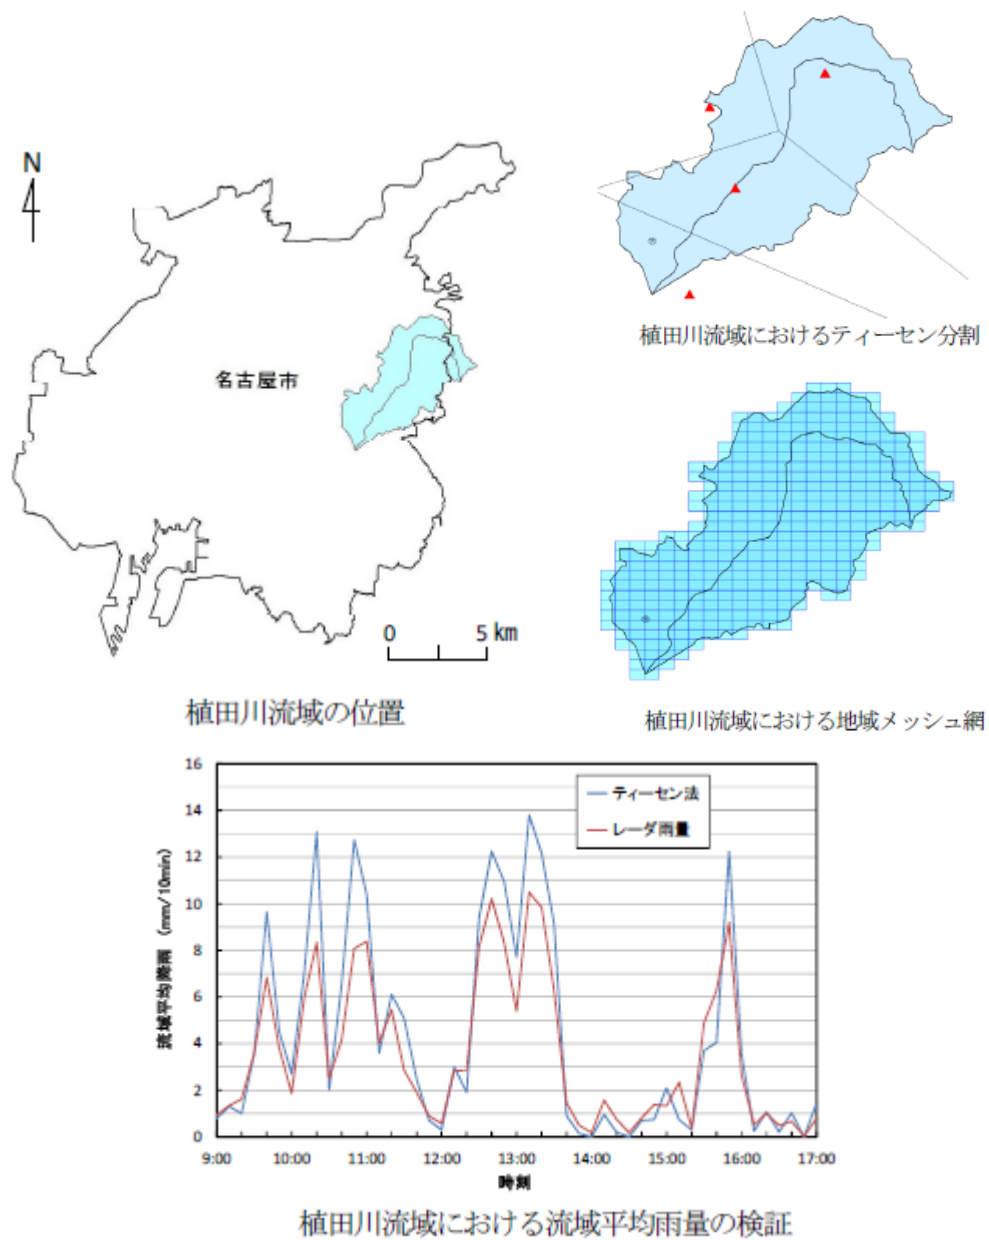 N
名古屋市
0 5 km
植田川流域の位置
植田川流域におけるティーセン分割
植田川流域における地域メッシュ網
16
14
12
10
8
6
4
2
0
流域平均降雨 (mm/10min)
ティーセン法
レーダ雨量
9:00 10:00 11:00 12:00 13:00 14:00 15:00 16:00 17:00
時刻
植田川流域における流域平均雨量の検証